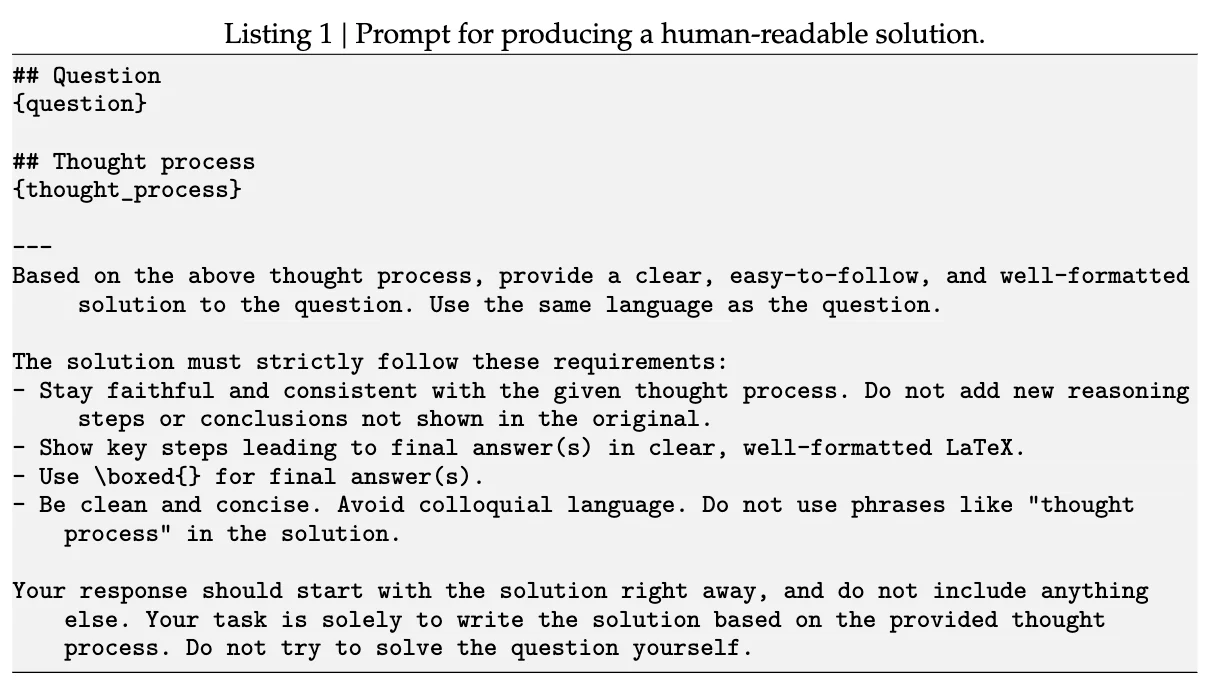 Listing 1 | Prompt for producing a human-readable solution.
## Question
{question}
## Thought process
{thought_process}
---
Based on the above thought process, provide a clear, easy-to-follow, and well-formatted
solution to the question. Use the same language as the question.
The solution must strictly follow these requirements:
- Stay faithful and consistent with the given thought process. Do not add new reasoning
steps or conclusions not shown in the original.
- Show key steps leading to final answer(s) in clear, well-formatted LaTeX.
- Use \boxed{} for final answer(s).
- Be clean and concise. Avoid colloquial language. Do not use phrases like "thought
process" in the solution.
Your response should start with the solution right away, and do not include anything
else. Your task is solely to write the solution based on the provided thought
process. Do not try to solve the question yourself.